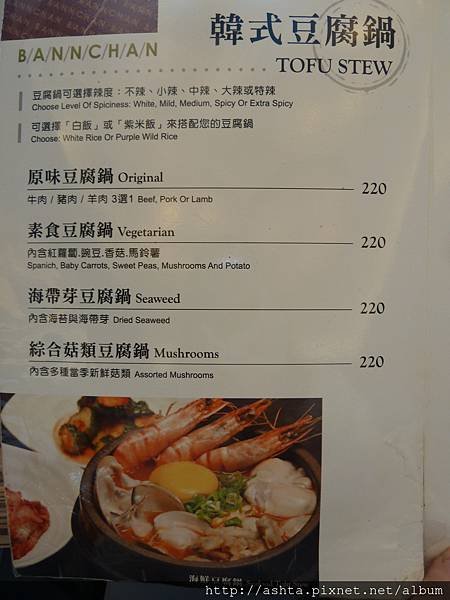 B/A/N/N/C/H/A/N
韓式豆腐鍋
TOFU STEW
豆腐鍋可選擇辣度：不辣、小辣、中辣、大辣或特辣
Choose Level Of Spiciness: White, Mild, Medium, Spicy Or Extra Spicy
可選擇「白飯」或「紫米飯」來搭配您的豆腐鍋
Choose: White Rice Or Purple Wild Rice
原味豆腐鍋 Original 220
牛肉 / 豬肉 / 羊肉 3選1 Beef, Pork Or Lamb
素食豆腐鍋 Vegetarian 220
內含紅蘿蔔.豌豆.香菇.馬鈴薯
Spanich, Baby Carrots, Sweet Peas, Mushrooms And Potato
海帶芽豆腐鍋 Seaweed 220
內含海苔與海帶芽 Dried Seaweed
綜合菇類豆腐鍋 Mushrooms 220
內含多種當季新鮮菇類 Assorted Mushrooms
http://ashta.pixnet.net/album